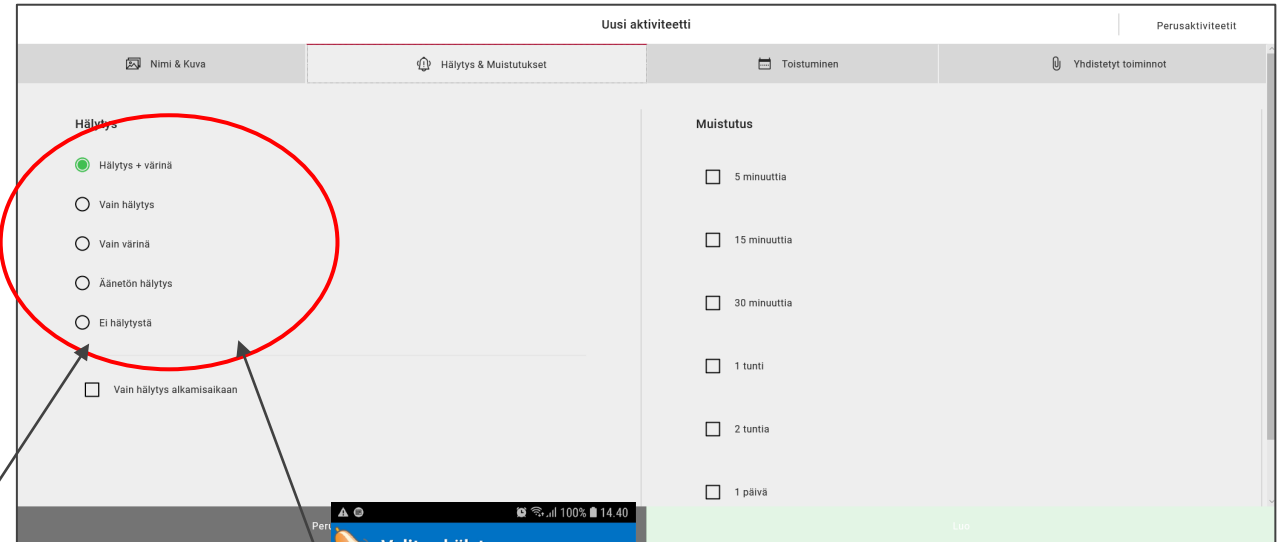 Uusi aktiviteetti
Perusaktiviteetit
Nimi & Kuva
Hälytys & Muistutukset
Toistuminen
Yhdistetyt toiminnot
Hälytys
Hälytys + värinä
Vain hälytys
Vain värinä
Äänetön hälytys
Ei hälytystä
Vain hälytys alkamisaikaan
Muistutus
5 minuuttia
15 minuuttia
30 minuuttia
1 tunti
2 tuntia
1 päivä
Luo
100% 14.40